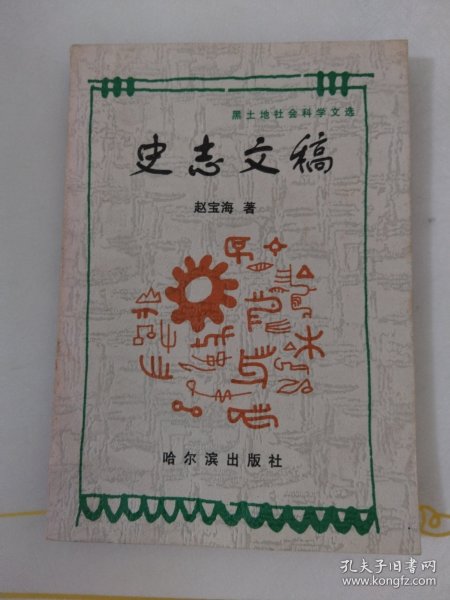 黑土地社会科学文选
史志文稿
赵宝海 著
哈尔滨出版社
孔夫子旧书网
www.kongfz.com